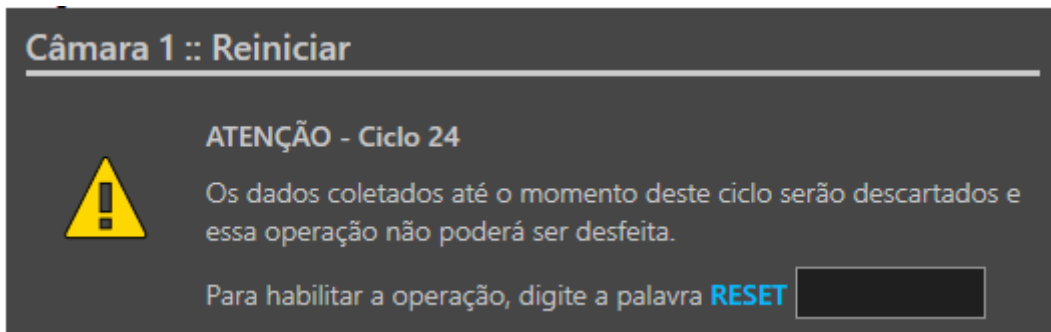 Câmara 1 :: Reiniciar
ATENÇÃO - Ciclo 24
Os dados coletados até o momento deste ciclo serão descartados e
essa operação não poderá ser desfeita.
Para habilitar a operação, digite a palavra RESET